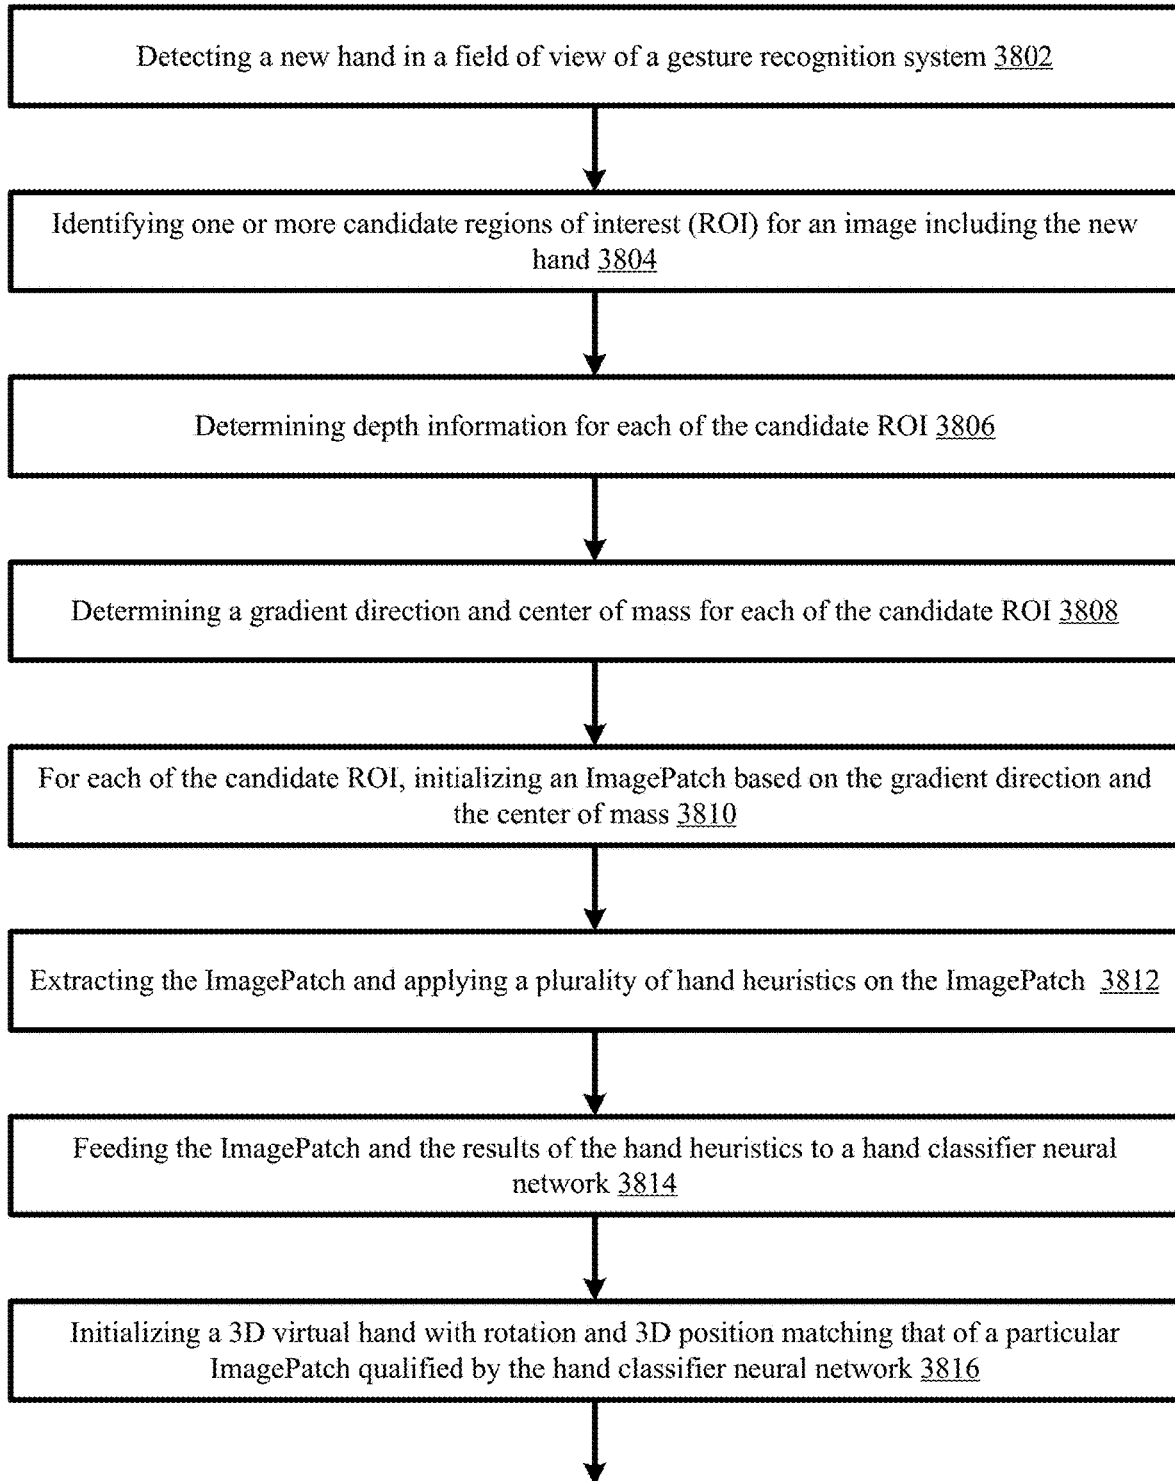 Detecting a new hand in a field of view of a gesture recognition system 3802
Identifying one or more candidate regions of interest (ROI) for an image including the new
hand 3804
Determining depth information for each of the candidate ROI 3806
Determining a gradient direction and center of mass for each of the candidate ROI 3808
For each of the candidate ROI, initializing an ImagePatch based on the gradient direction and
the center of mass 3810
Extracting the ImagePatch and applying a plurality of hand heuristics on the ImagePatch 3812
Feeding the ImagePatch and the results of the hand heuristics to a hand classifier neural
network 3814
Initializing a 3D virtual hand with rotation and 3D position matching that of a particular
ImagePatch qualified by the hand classifier neural network 3816